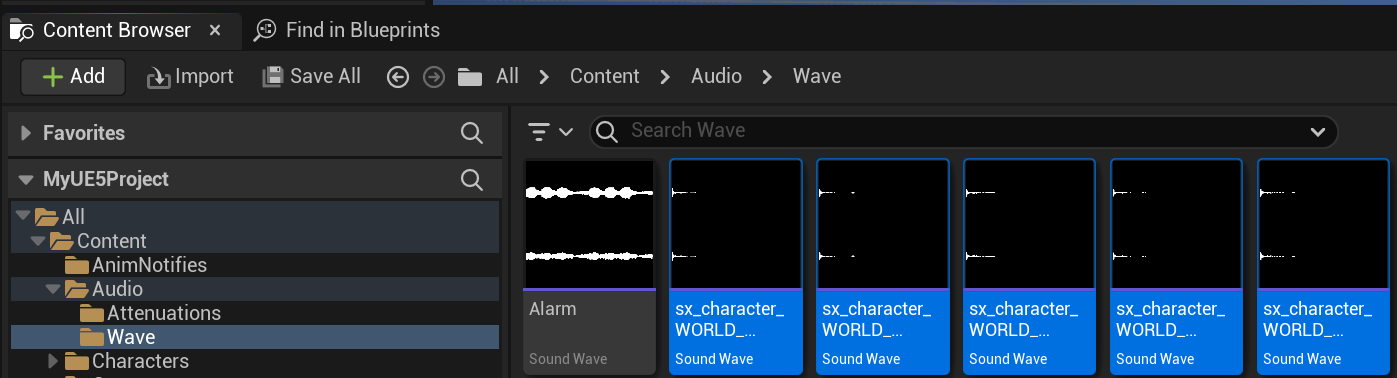 Content Browser × Find in Blueprints
Add Import Save All All > Content > Audio > Wave
Favorites
Search Wave
MyUE5Project
All
Content
AnimNotifies
Audio
Attenuations
Wave
Characters
Alarm
Sound Wave
sx_character_
WORLD_...
Sound Wave
sx_character_
WORLD_...
Sound Wave
sx_character_
WORLD_...
Sound Wave
sx_character_
WORLD_...
Sound Wave
sx_character_
WORLD_...
Sound Wave